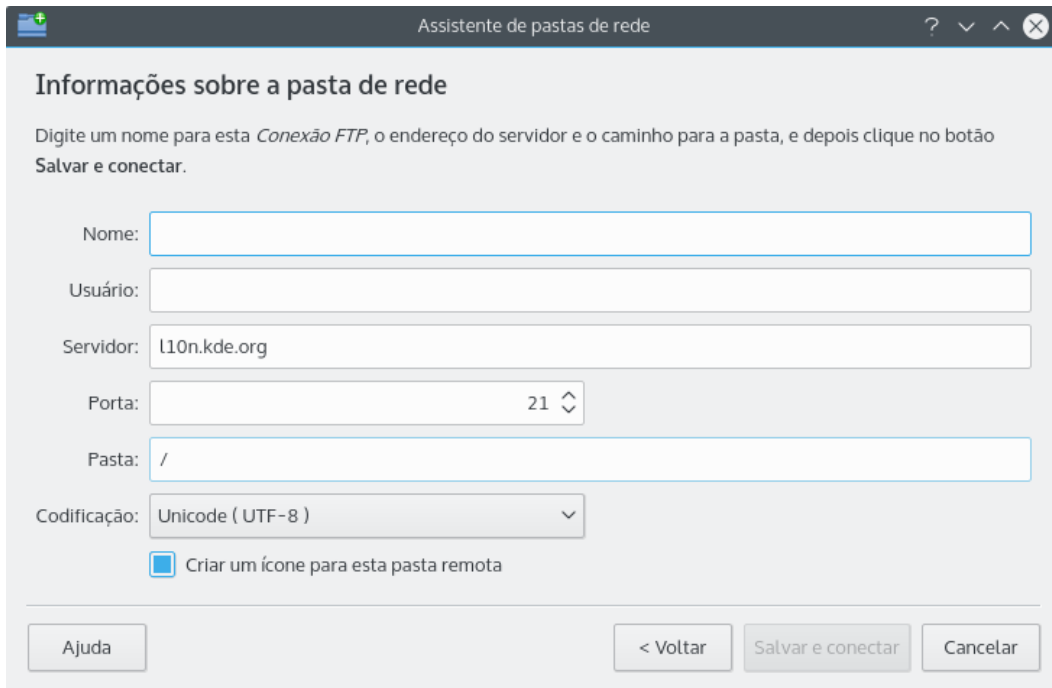 Assistente de pastas de rede
Informações sobre a pasta de rede
Digite um nome para esta Conexão FTP, o endereço do servidor e o caminho para a pasta, e depois clique no botão
Salvar e conectar.
Nome:
Usuário:
Servidor: l10n.kde.org
Porta: 21
Pasta: /
Codificação: Unicode ( UTF-8 )
Criar um ícone para esta pasta remota
Ajuda < Voltar Salvar e conectar Cancelar